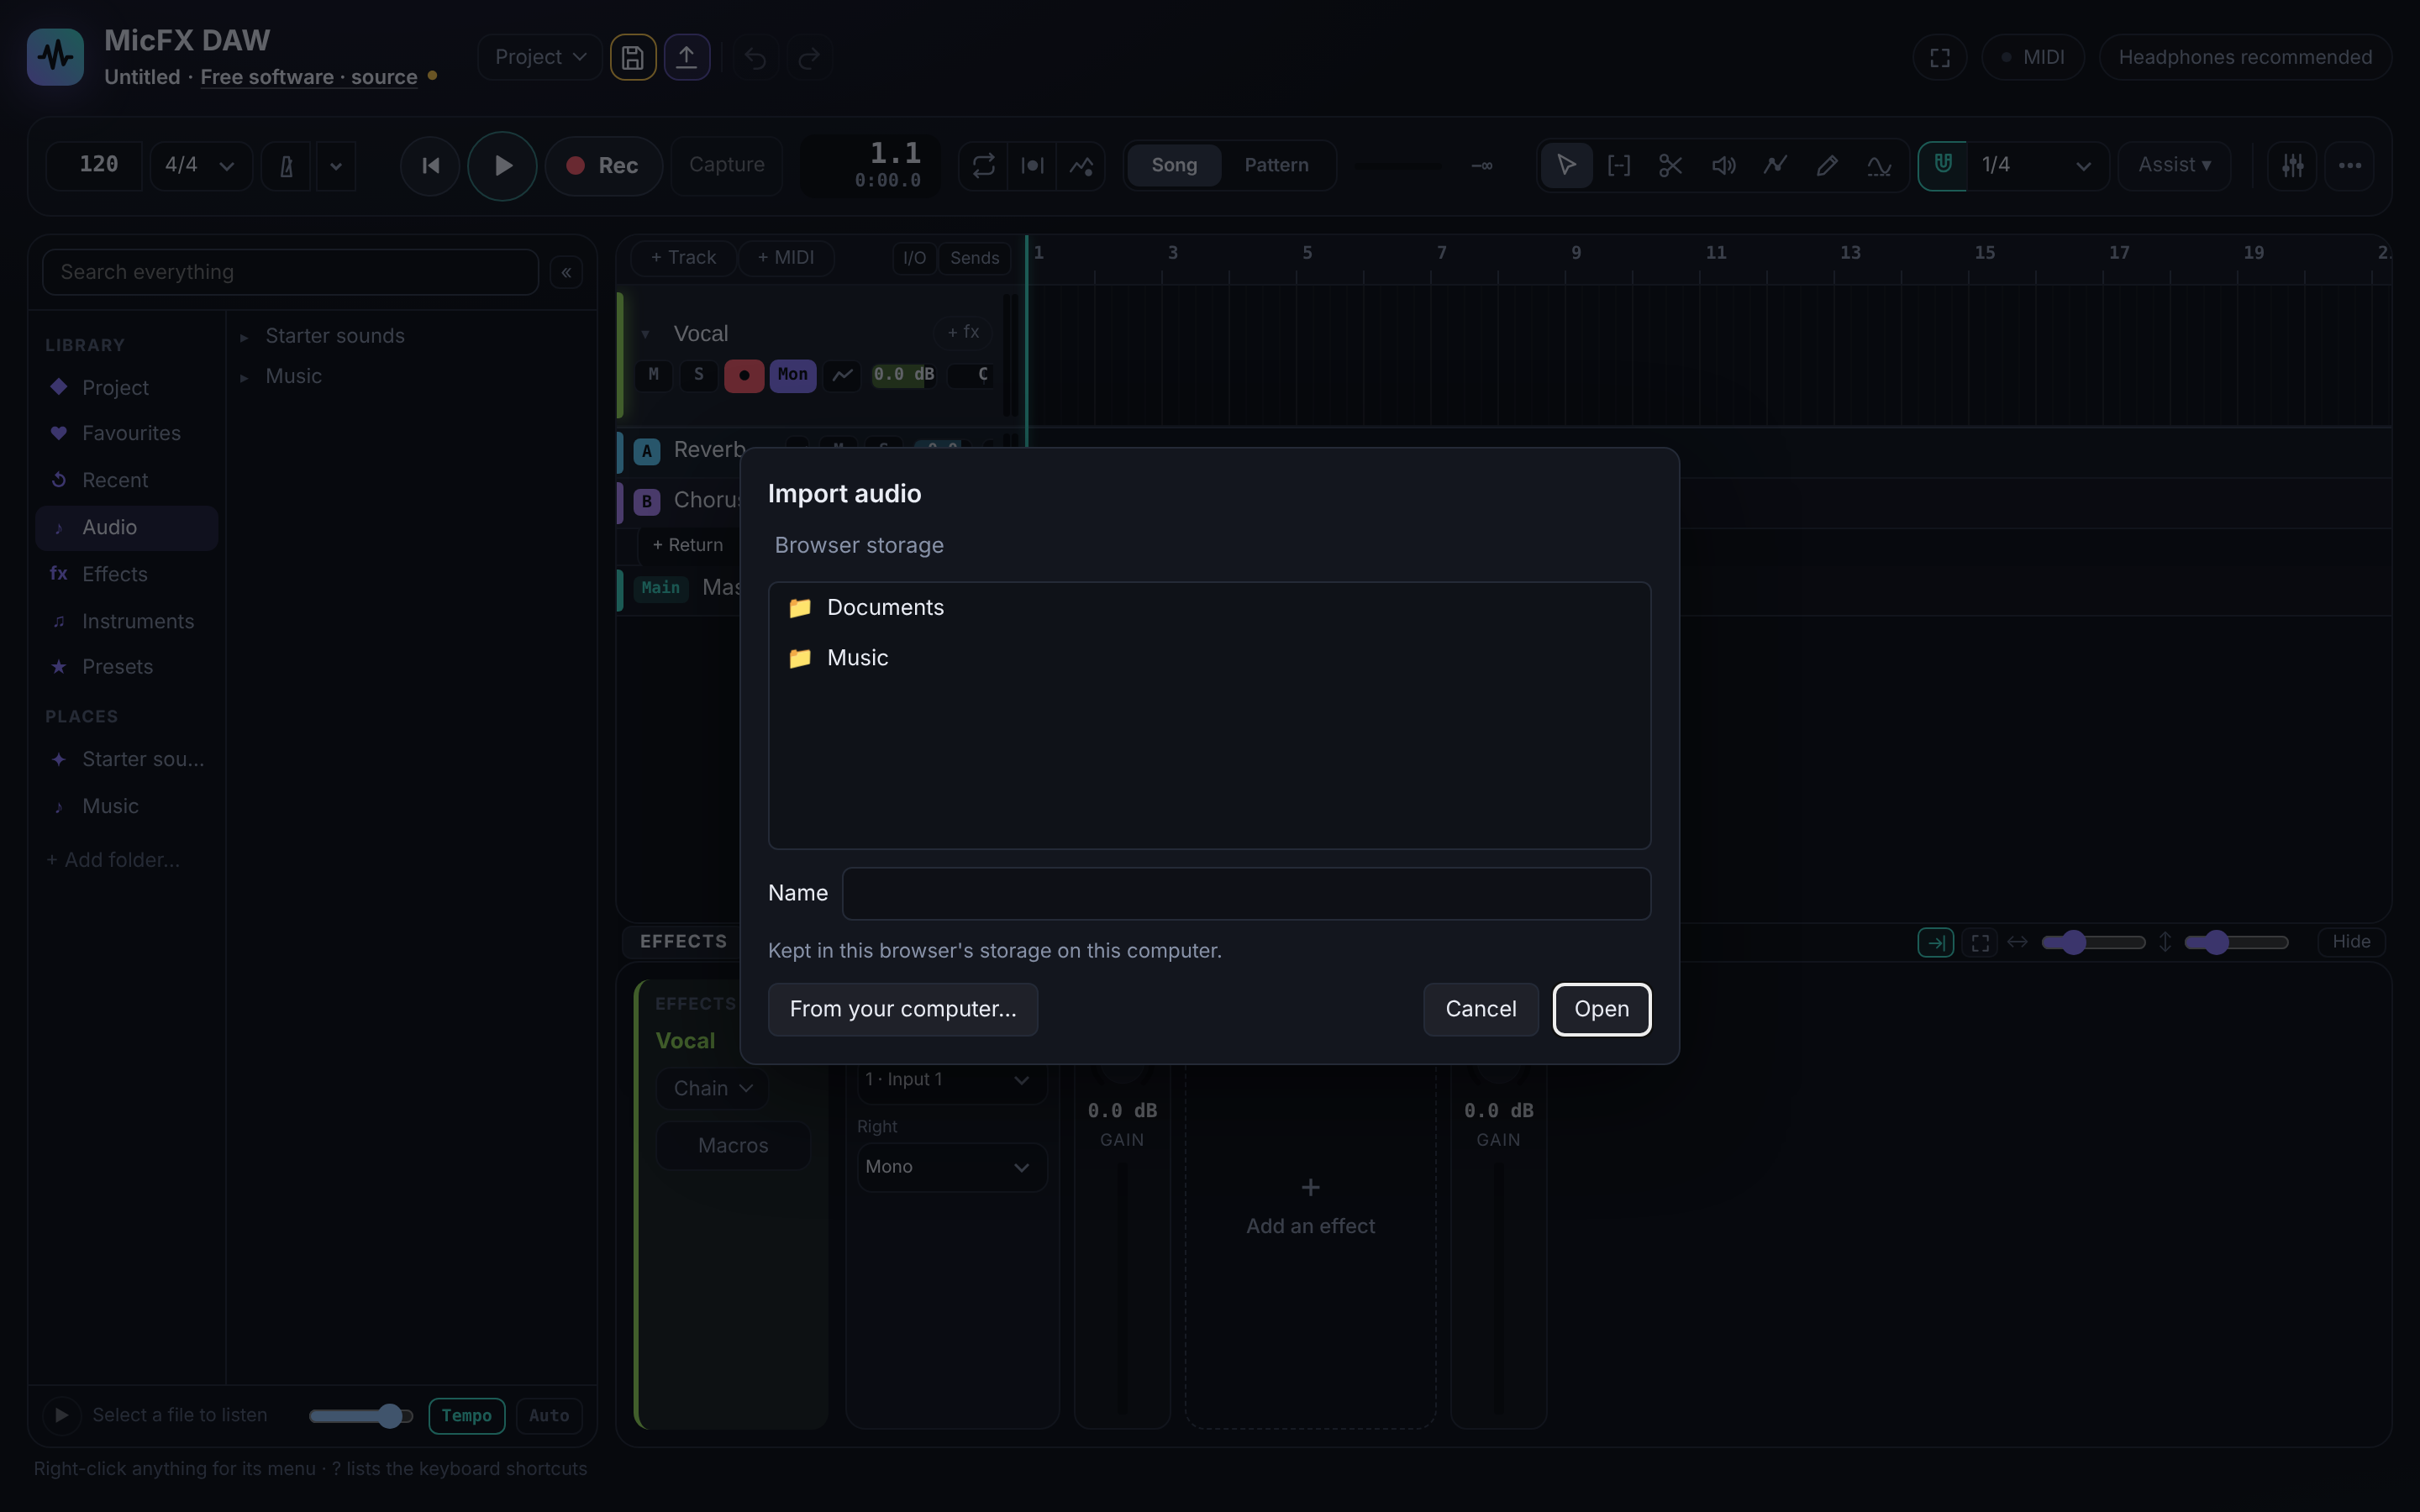 MicFX DAW
Untitled · Free software · source
Project
MIDI
Headphones recommended
120
4/4
Rec
Capture
1.1
0:00.0
Song
Pattern
-∞
1/4
Assist ▾
Search everything
«
+ Track
+ MIDI
I/O
Sends
1
3
5
7
9
11
13
15
17
19
LIBRARY
Project
Favourites
Recent
Audio
fx Effects
Instruments
Presets
PLACES
Starter sou...
Music
+ Add folder...
Starter sounds
Music
Vocal
+ fx
M
S
Mon
0.0 dB
C
A
Reverb
B
Chorus
+ Return
Main
Mas
Import audio
Browser storage
Documents
Music
Name
Kept in this browser's storage on this computer.
From your computer...
Cancel
Open
EFFECTS
Hide
EFFECTS
Vocal
Chain
Macros
1 · Input 1
Right
Mono
0.0 dB
GAIN
+
Add an effect
0.0 dB
GAIN
Select a file to listen
Tempo
Auto
Right-click anything for its menu · ? lists the keyboard shortcuts